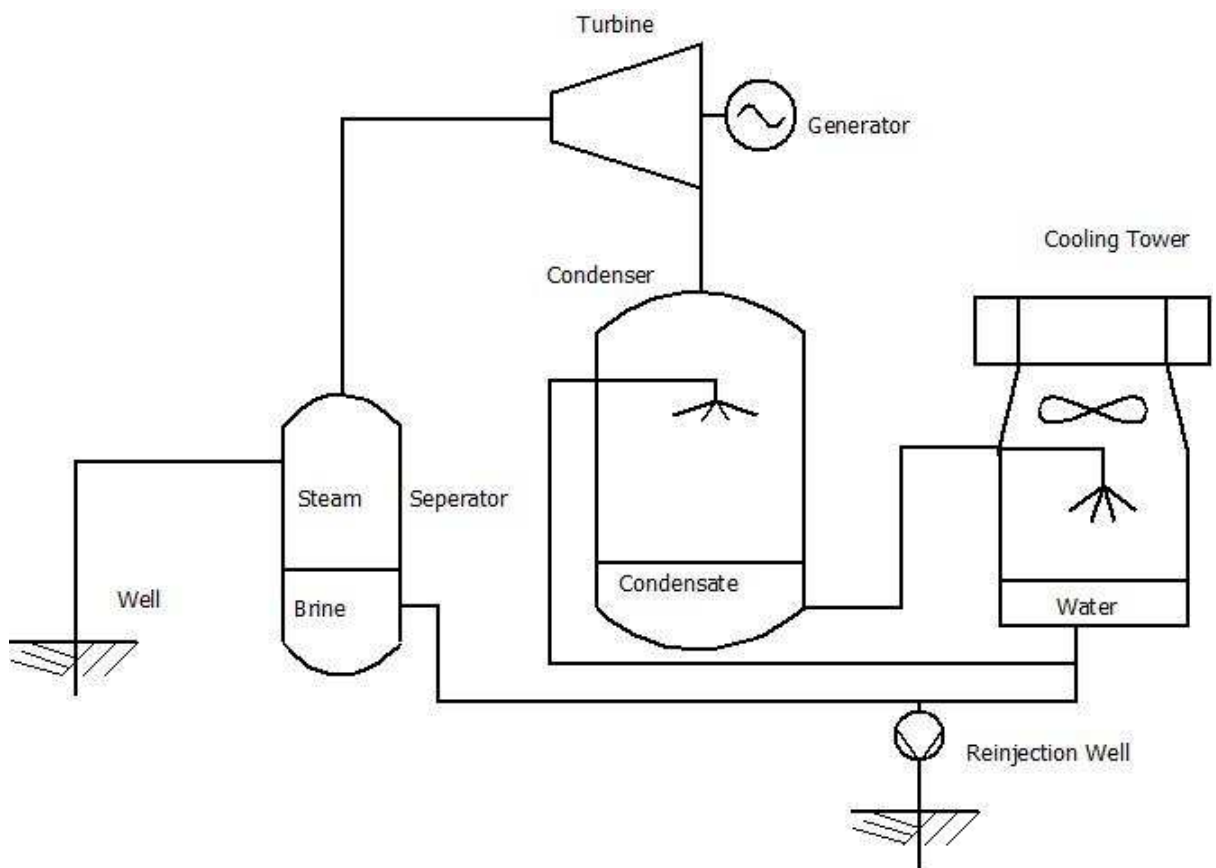 Turbine
Generator
Cooling Tower
Condenser
Steam
Seperator
Condensate
Well
Brine
Water
Reinjection Well